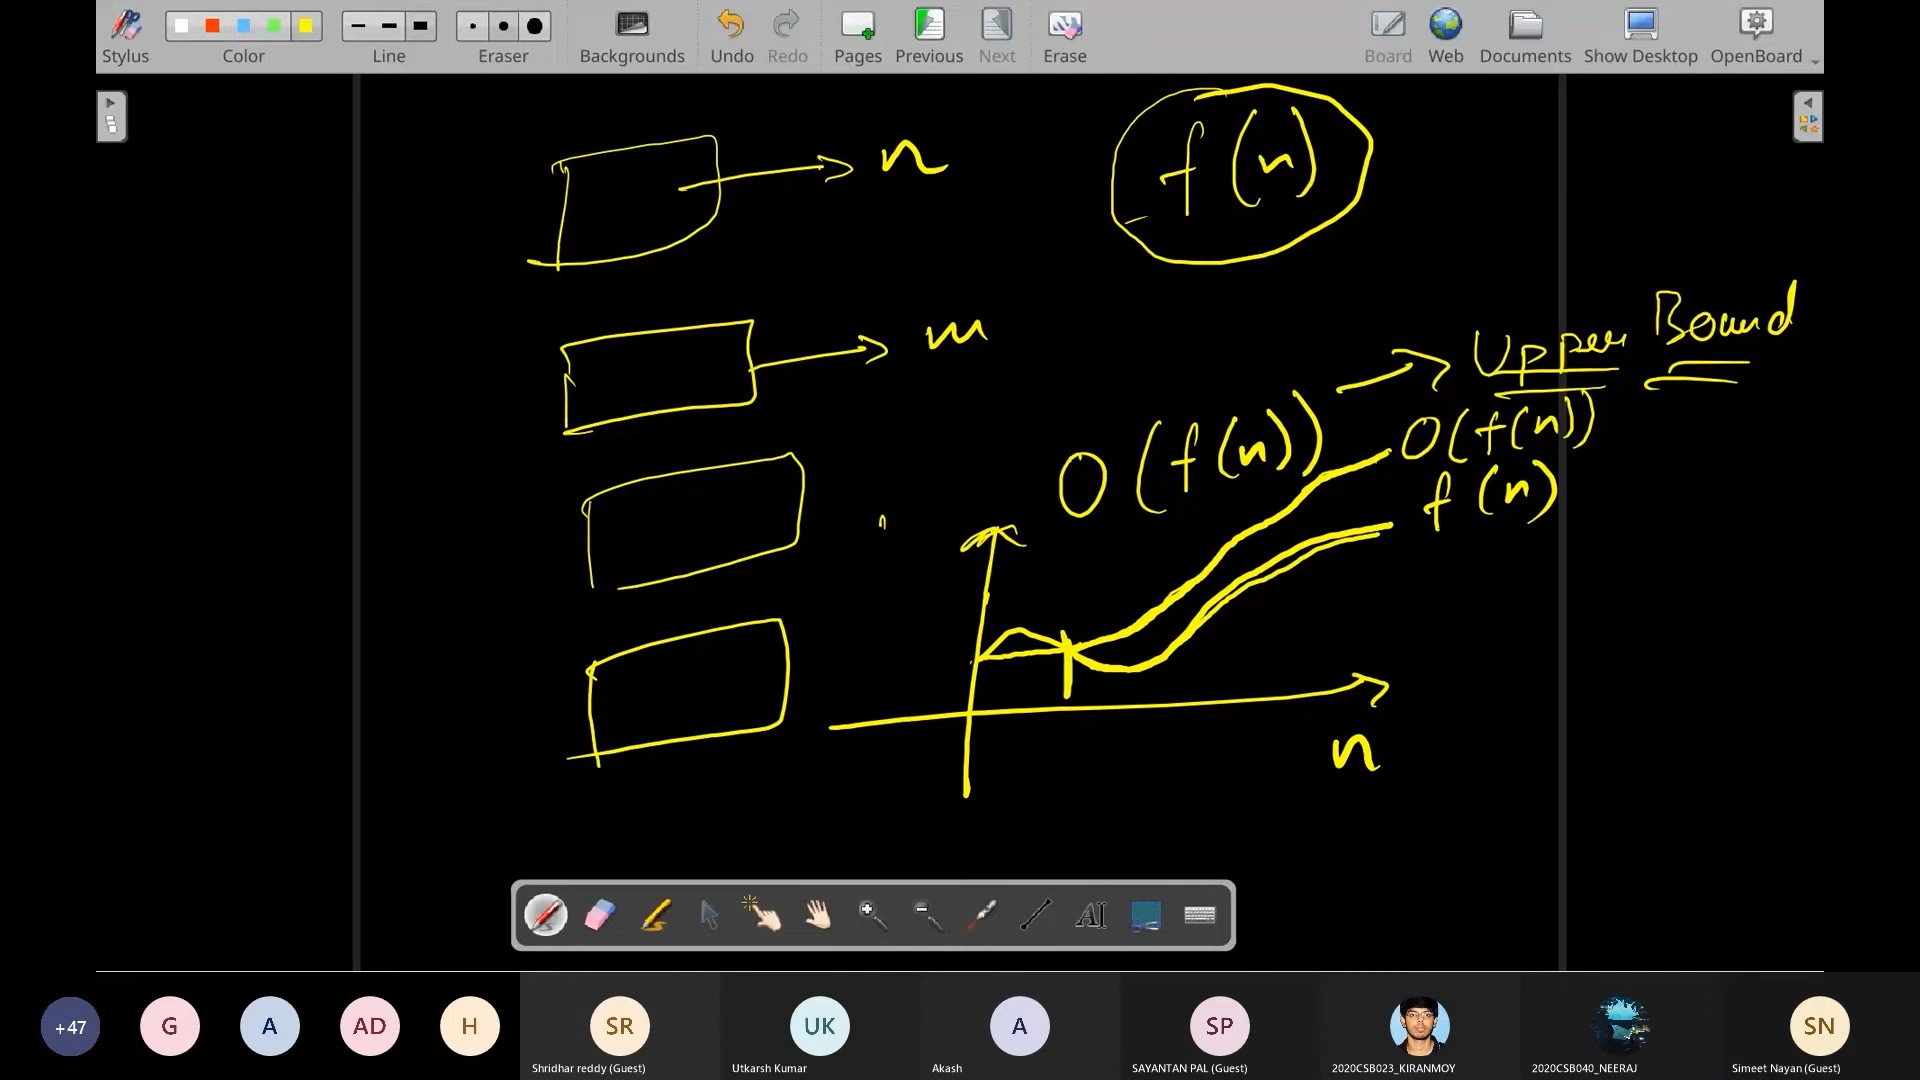 Stylus Color Line Eraser Backgrounds Undo Redo Pages Previous Next Erase Board Web Documents Show Desktop OpenBoard
n
f(n)
m
Upper Bound
O(f(n))
O(f(n))
f(n)
n
AI
+47 G A AD H SR UK A SP SN
Shridhar reddy (Guest) Utkarsh Kumar Akash SAYANTAN PAL (Guest) 2020CSB023_KIRANMOY 2020CSB040_NEERAJ Simeet Nayan (Guest)